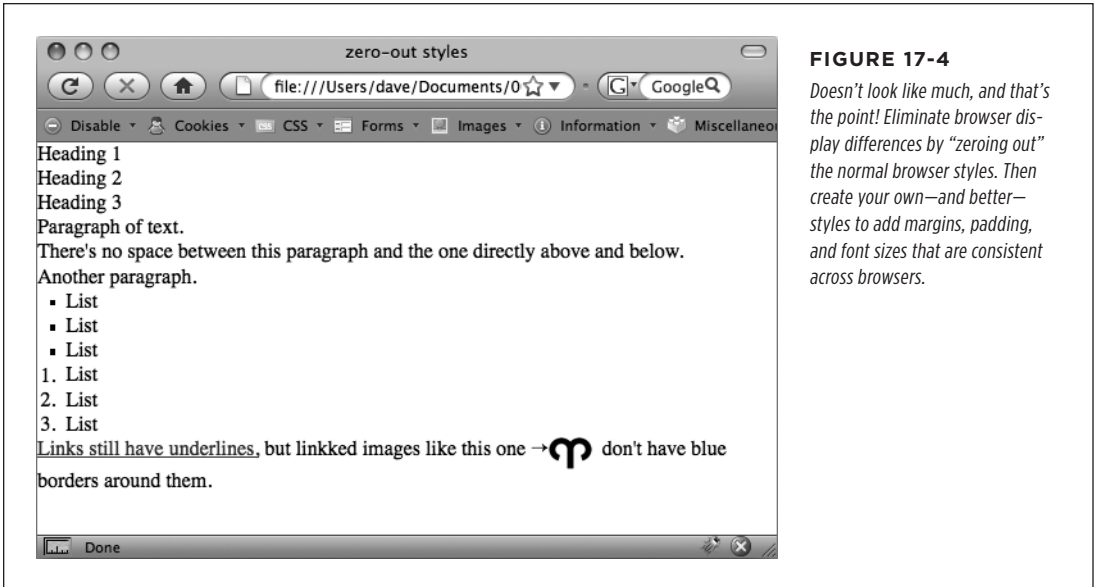 zero-out styles
file:///Users/dave/Documents/0
G
Google
Disable Cookies CSS Forms Images Information Miscellaneou
Heading 1
Heading 2
Heading 3
Paragraph of text.
There's no space between this paragraph and the one directly above and below.
Another paragraph.
▪ List
▪ List
▪ List
1. List
2. List
3. List
Links still have underlines, but linkked images like this one → don't have blue
borders around them.
Done
FIGURE 17-4
Doesn’t look like much, and that’s
the point! Eliminate browser dis-
play differences by “zeroing out”
the normal browser styles. Then
create your own—and better—
styles to add margins, padding,
and font sizes that are consistent
across browsers.